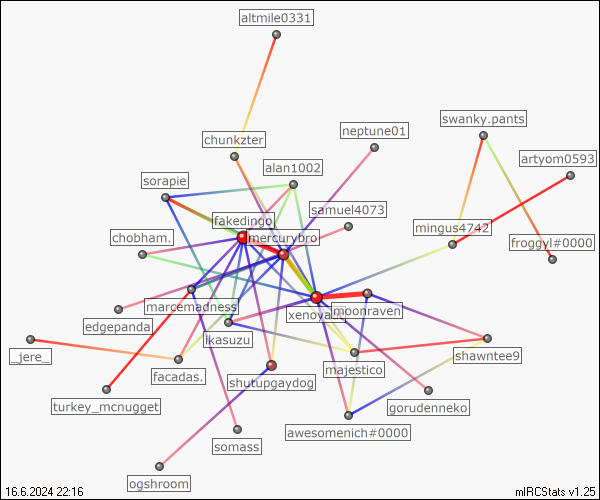 altmile0331
swanky.pants
neptune01
chunkzter
artyom0593
alan1002
sorapie
samuel4073
fakedingo
mingus4742
mercurybro
chobham.
froggyl#0000
marcemadness
xenoyal
moonraven
edgepanda
lkasuzu
_jere_
shawntee9
facadas.
majestico
shutupgaydog
turkey_mcnugget
gorudenneko
awesomenich#0000
somass
ogshroom
16.6.2024 22:16
mIRCStats v1.25